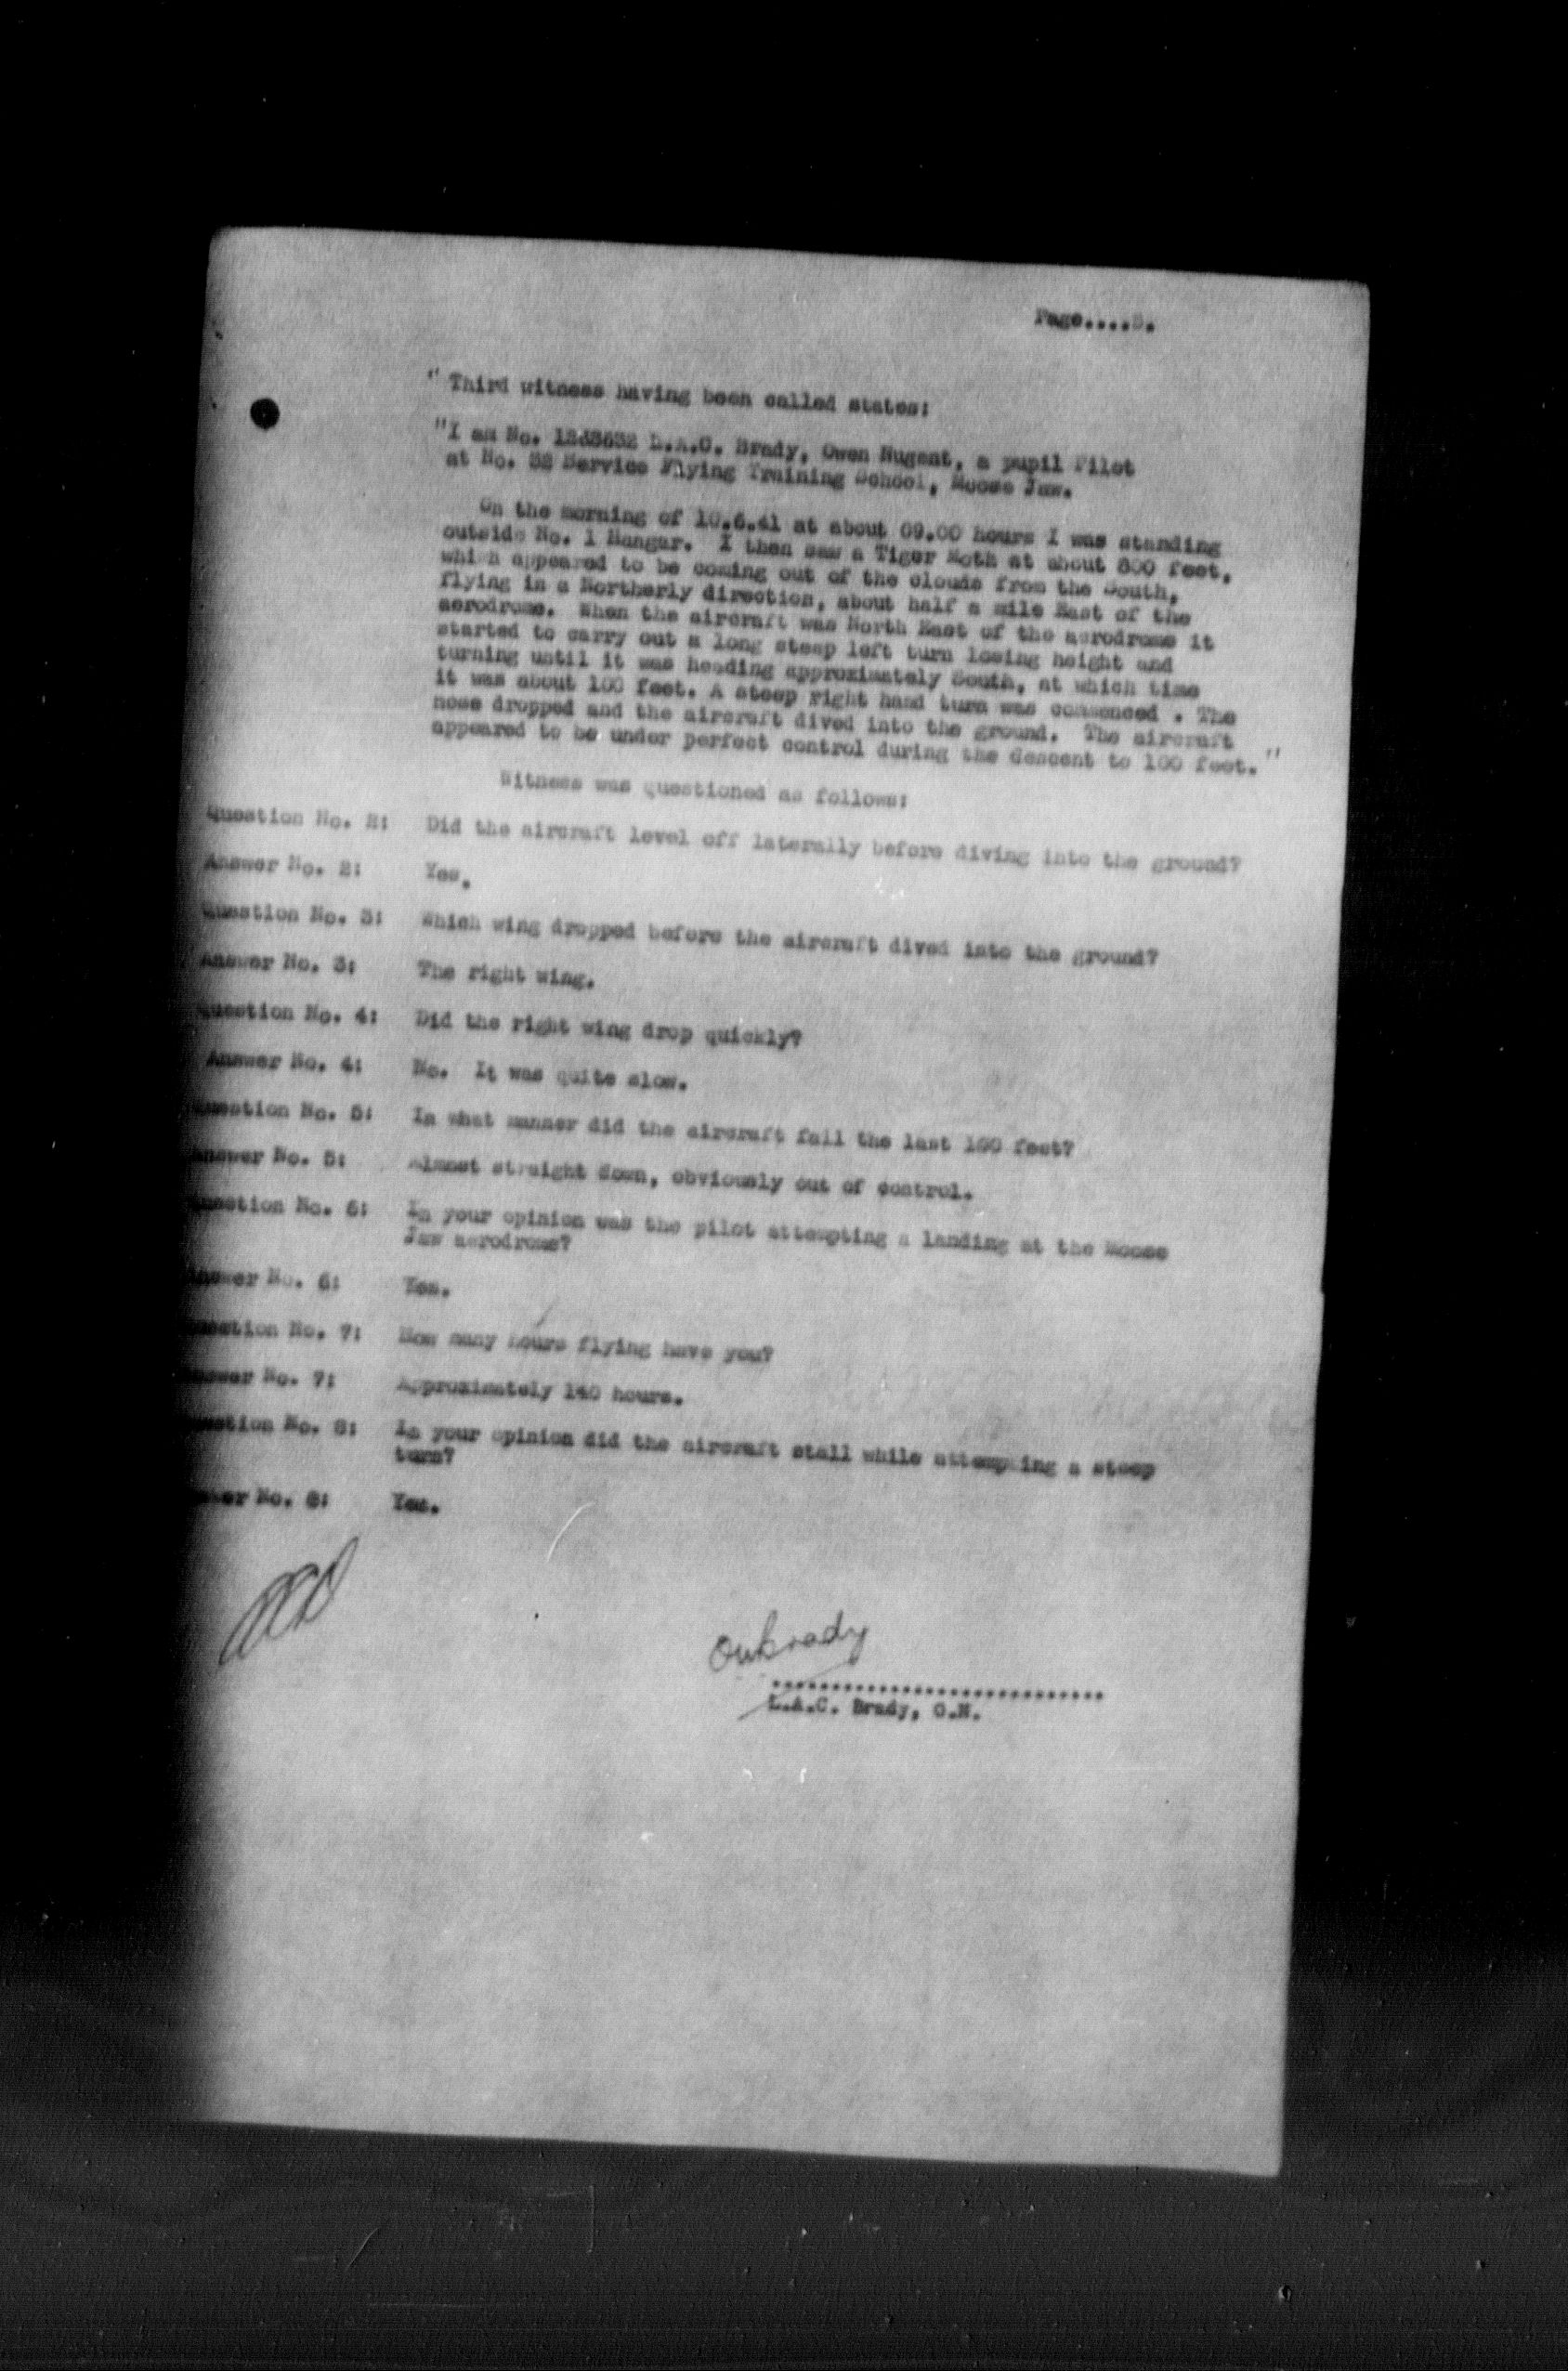 Page....
" Third witness having been called states:
"I am No. L.A.C. Brady, Owen Nugent, a pupil Pilot
at No. 32 Service Flying Training School, Moose Jaw.
On the morning of 10.6.41 at about 09.00 hours I was standing
outside No. 1 Hangar. I then saw a Tiger Moth at about feet,
which appeared to be coming out of the clouds from the South,
flying in a Northerly direction, about half a mile East of the
aerodrome. When the aircraft was North East of the aerodrome it
started to carry out a long steep left turn losing height and
turning until it was heading approximately South, at which time
it was about 100 feet. A steep right hand turn was commenced . The
nose dropped and the aircraft dived into the ground. The aircraft
appeared to be under perfect control during the descent to 100 feet. "
Witness was questioned as follows:
Question No. 2: Did the aircraft level off laterally before diving into the ground?
Answer No. 2: Yes.
Question No. 3: Which wing dropped before the aircraft dived into the ground?
Answer No. 3: The right wing.
Question No. 4: Did the right wing drop quickly?
Answer No. 4: No. It was quite slow.
Question No. 5: In what manner did the aircraft fall the last 100 feet?
Answer No. 5: Almost straight down, obviously out of control.
Question No. 6: In your opinion was the pilot attempting a landing at the Moose
Jaw aerodrome?
Answer No. 6: Yes.
Question No. 7: How many hours flying have you?
Answer No. 7: Approximately 140 hours.
Question No. 8: In your opinion did the aircraft stall while attempting a steep
turn?
Answer No. 8: Yes.
ONBrady
............................
L.A.C. Brady, O.N.